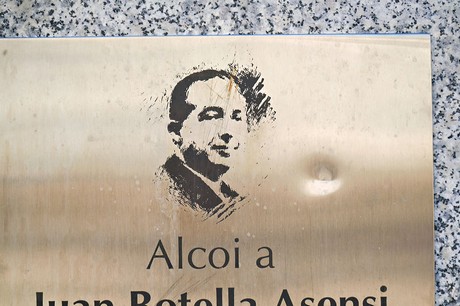 Alcoi a
Juan Botella Asensi